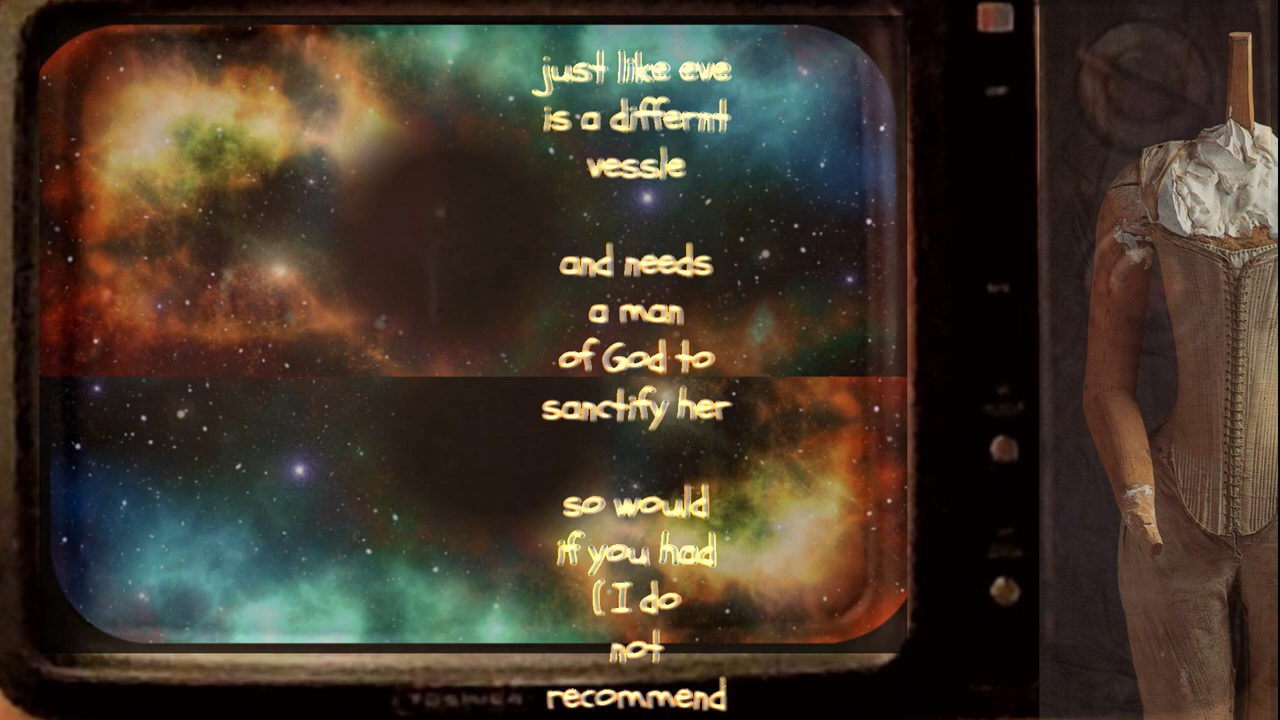 just like eve
is a differnt
vessle
and needs
a man
of God to
sanctify her
so would
if you had
( I do
not
recommend
TOSHIBA